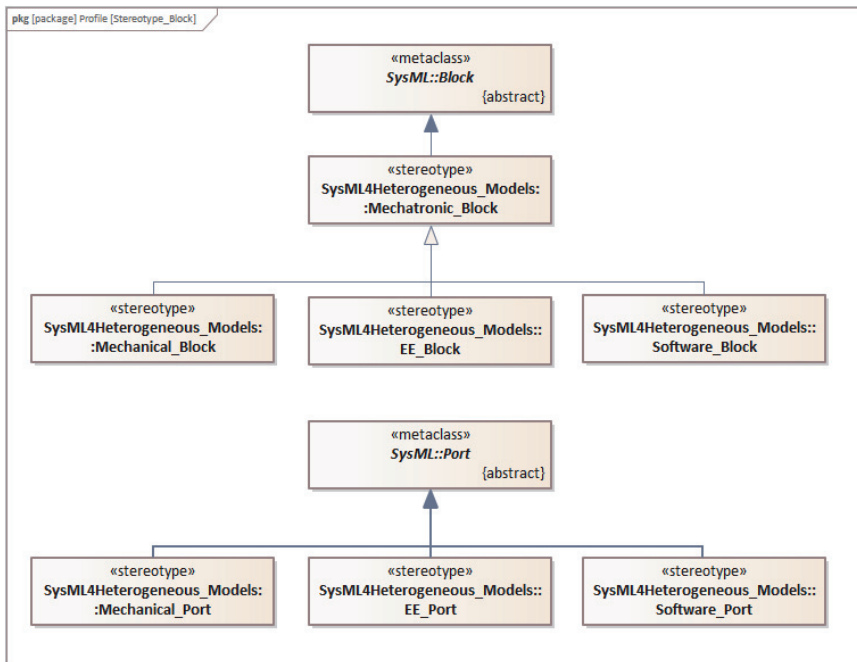 pkg [package] Profile [Stereotype_Block]
«metaclass»
SysML::Block
{abstract}
«stereotype»
SysML4Heterogeneous_Models:
:Mechatronic_Block
«stereotype»
SysML4Heterogeneous_Models:
:Mechanical_Block
«stereotype»
SysML4Heterogeneous_Models::
EE_Block
«stereotype»
SysML4Heterogeneous_Models::
Software_Block
«metaclass»
SysML::Port
{abstract}
«stereotype»
SysML4Heterogeneous_Models:
:Mechanical_Port
«stereotype»
SysML4Heterogeneous_Models::
EE_Port
«stereotype»
SysML4Heterogeneous_Models::
Software_Port